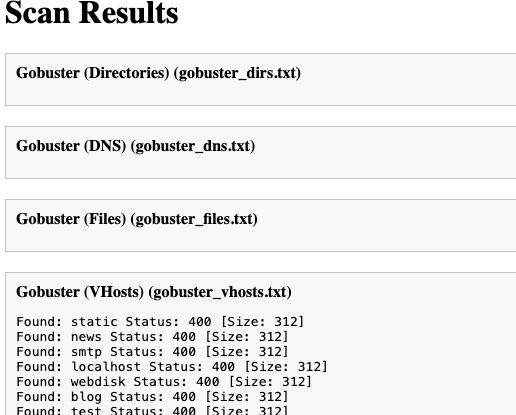 Scan Results
Gobuster (Directories) (gobuster_dirs.txt)
Gobuster (DNS) (gobuster_dns.txt)
Gobuster (Files) (gobuster_files.txt)
Gobuster (VHosts) (gobuster_vhosts.txt)
Found: static Status: 400 [Size: 312]
Found: news Status: 400 [Size: 312]
Found: smtp Status: 400 [Size: 312]
Found: localhost Status: 400 [Size: 312]
Found: webdisk Status: 400 [Size: 312]
Found: blog Status: 400 [Size: 312]
Found: test Status: 400 [Size: 312]